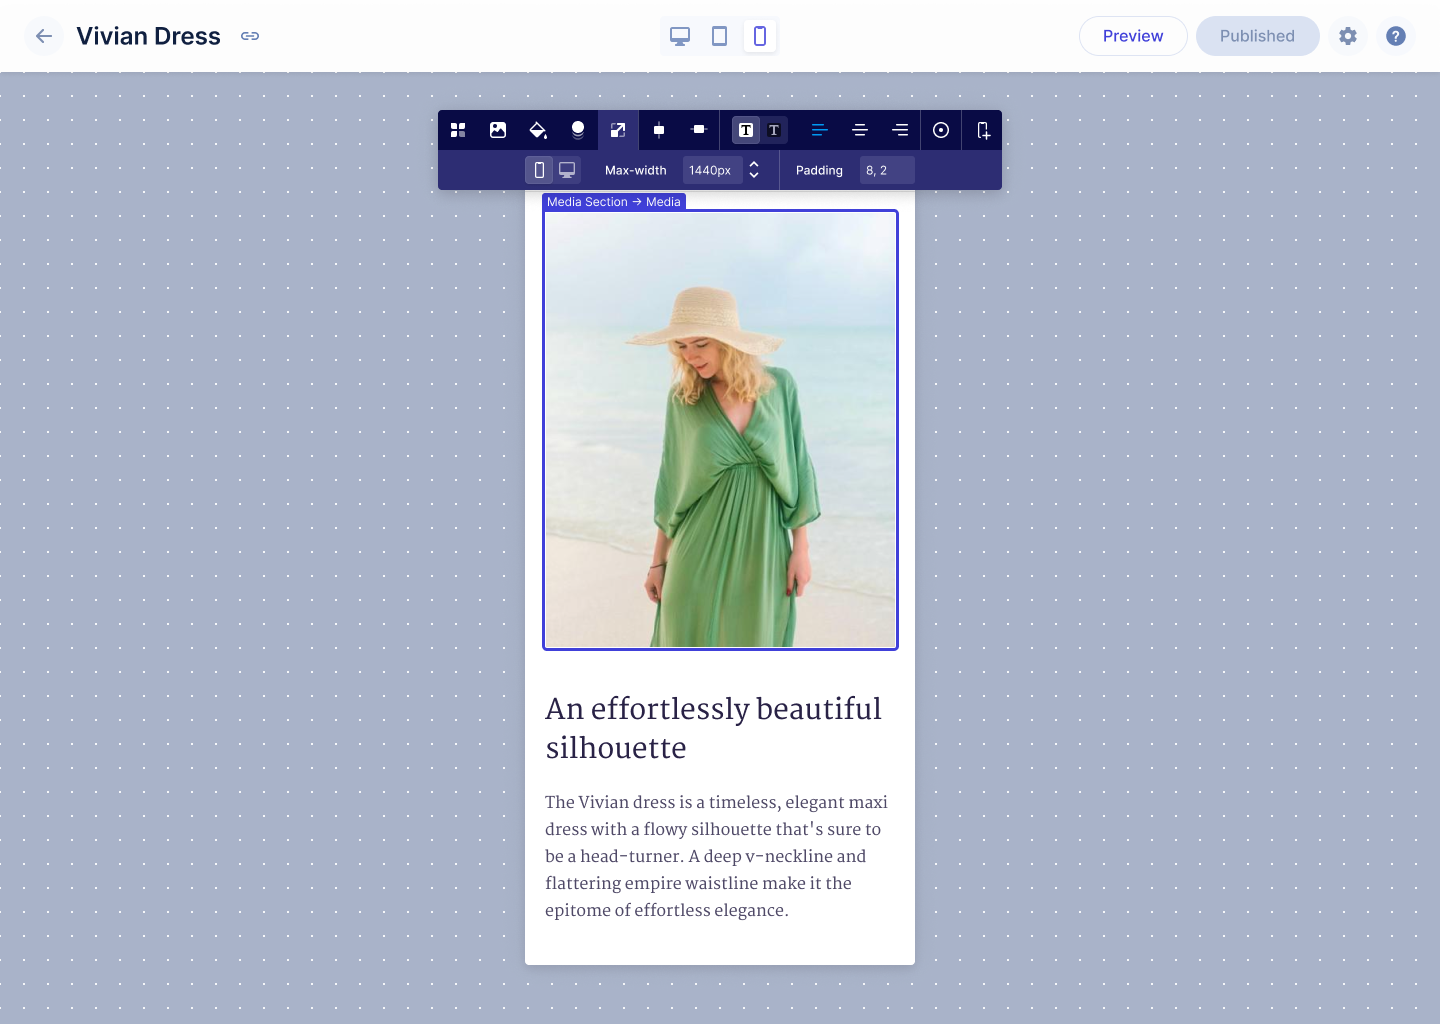 Vivian Dress
Preview
Published
?
T
T
Max-width
1440px
Padding
8, 2
Media Section → Media
An effortlessly beautiful
silhouette
The Vivian dress is a timeless, elegant maxi
dress with a flowy silhouette that's sure to
be a head-turner. A deep v-neckline and
flattering empire waistline make it the
epitome of effortless elegance.